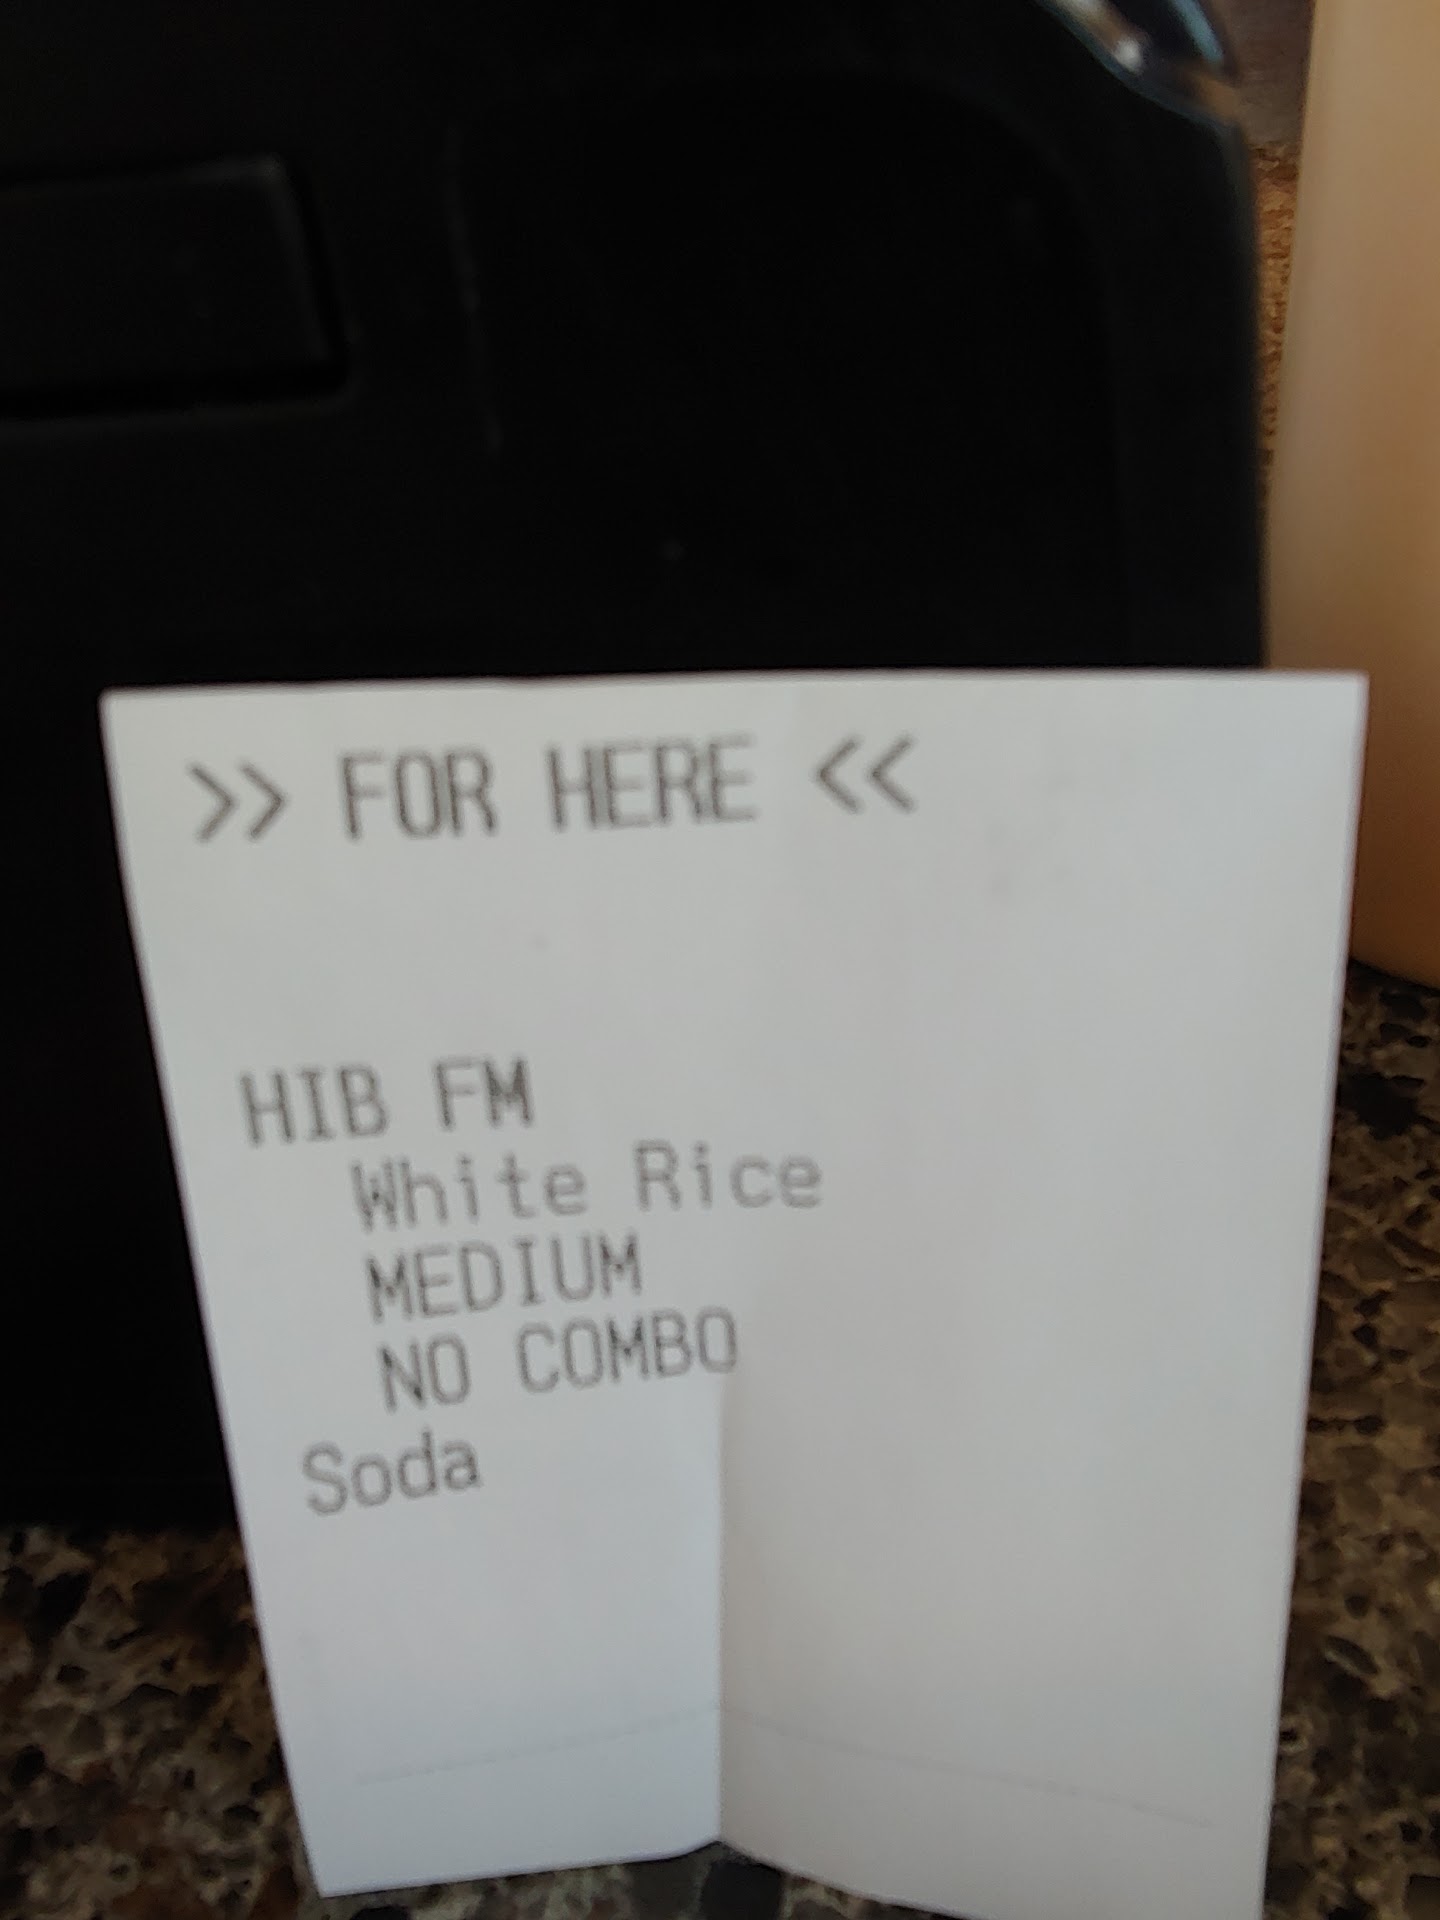 >> FOR HERE <<
HIB FM
White Rice
MEDIUM
NO COMBO
Soda